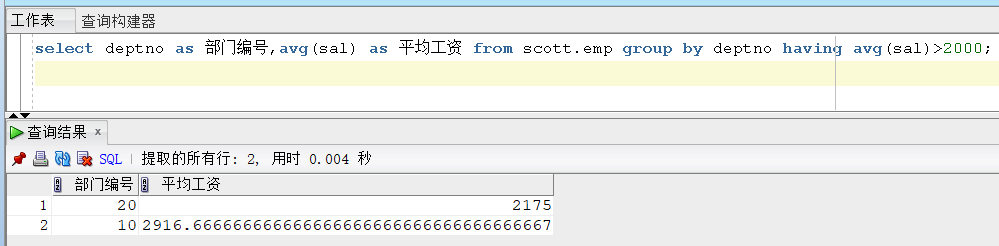 工作表 查询构建器
select deptno as 部门编号,avg(sal) as 平均工资 from scott.emp group by deptno having avg(sal)>2000;
查询结果 x
SQL | 提取的所有行: 2, 用时 0.004 秒
部门编号 平均工资
1 20 2175
2 10 2916.66666666666666666666666666666666667